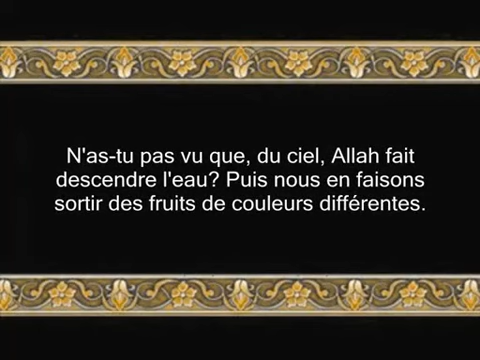 N'as-tu pas vu que, du ciel, Allah fait
descendre l'eau? Puis nous en faisons
sortir des fruits de couleurs différentes.